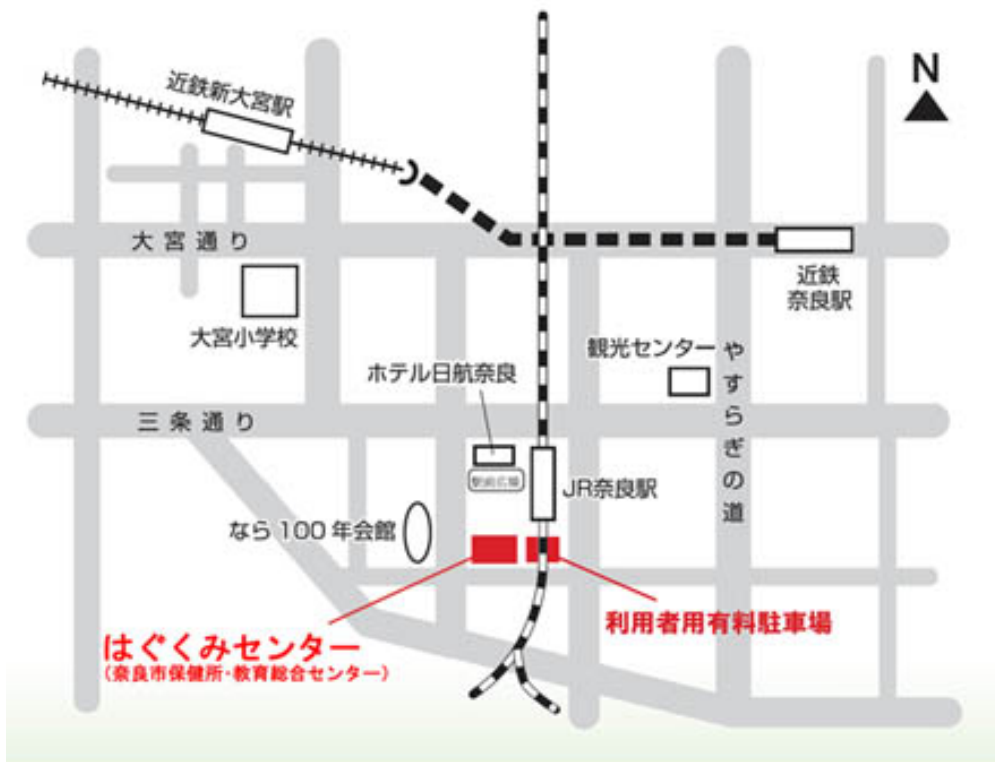 N
近鉄新大宮駅
大宮通り
近鉄
奈良駅
大宮小学校
観光センター
やすらぎの道
ホテル日航奈良
三条通り
駅前広場
JR奈良駅
なら100年会館
利用者用有料駐車場
はぐくみセンター
(奈良市保健所・教育総合センター)